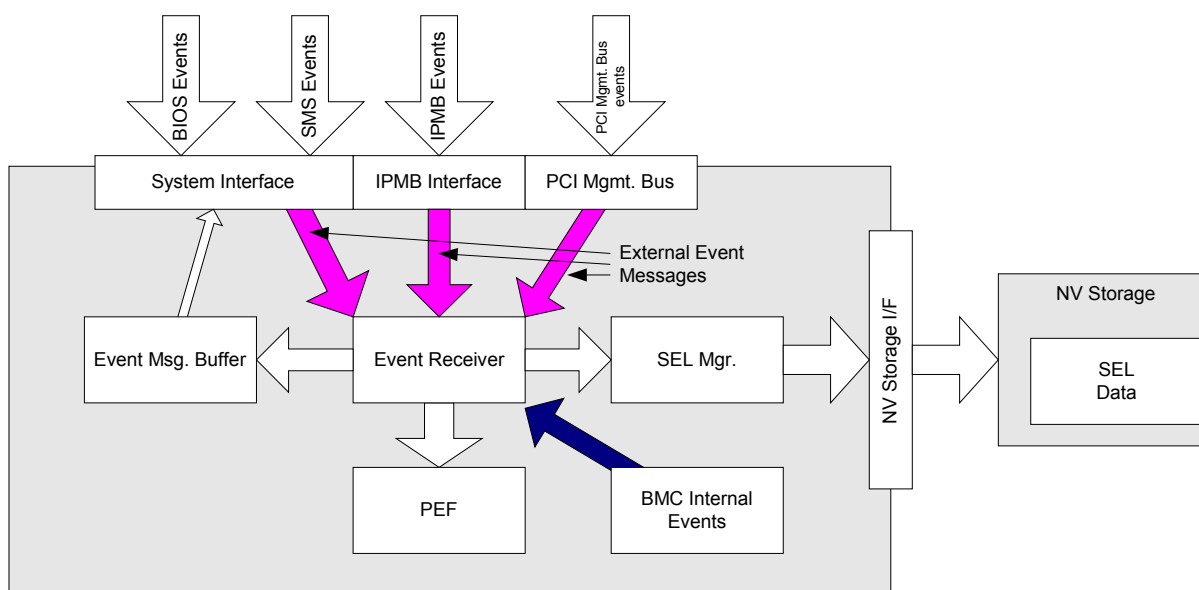 BIOS Events
SMS Events
IPMB Events
PCI Mgmt. Bus
events
System Interface
IPMB Interface
PCI Mgmt. Bus
External Event
Messages
NV Storage I/F
NV Storage
SEL
Data
Event Msg. Buffer
Event Receiver
SEL Mgr.
PEF
BMC Internal
Events